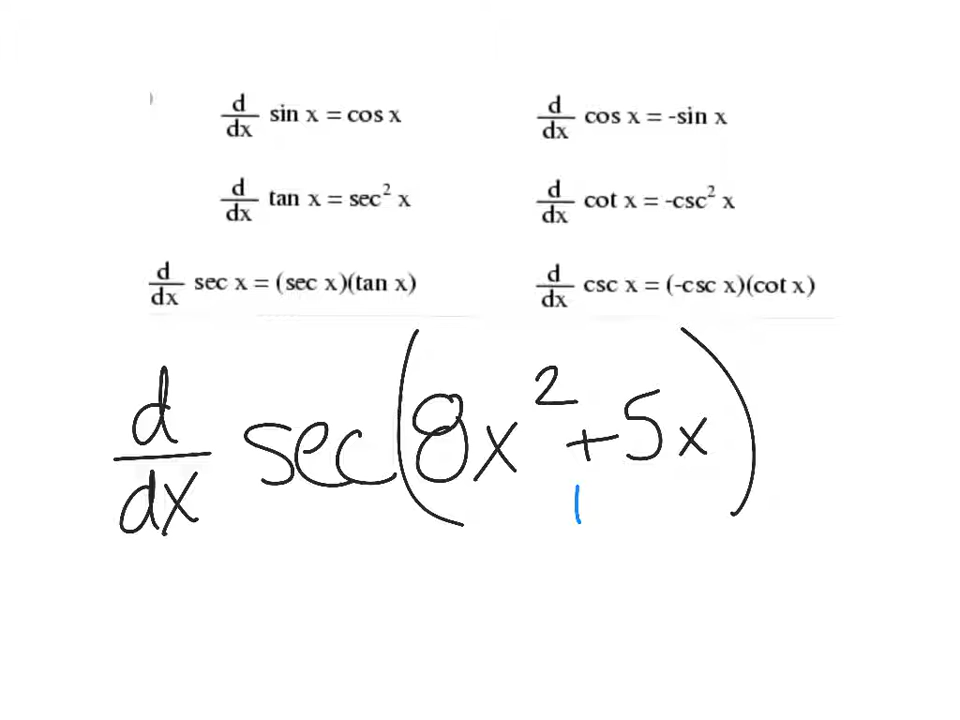 d/dx sin x = cos x    d/dx cos x = -sin x
d/dx tan x = sec² x    d/dx cot x = -csc² x
d/dx sec x = (sec x)(tan x)    d/dx csc x = (-csc x)(cot x)
d/dx sec(8x² + 5x)